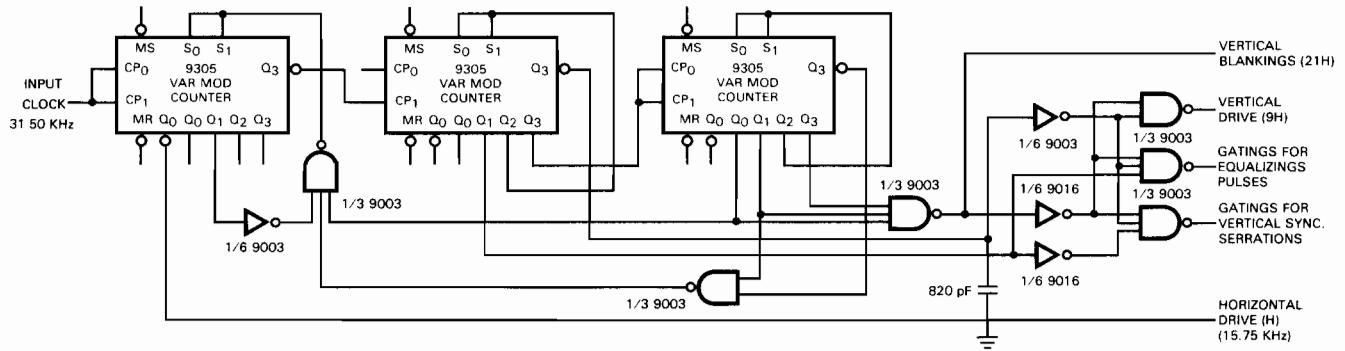 MS S0 S1
CP0 9305 Q3
VAR MOD
COUNTER
CP1
MR Q0 Q0 Q1 Q2 Q3
INPUT
CLOCK
31 50 KHz
MS S0 S1
CP0 9305 Q3
VAR MOD
COUNTER
CP1
MR Q0 Q0 Q1 Q2 Q3
MS S0 S1
CP0 9305 Q3
VAR MOD
COUNTER
CP1
MR Q0 Q0 Q1 Q2 Q3
1/3 9003
1/6 9003
1/3 9003
1/3 9003
820 pF
1/6 9003
1/6 9016
1/6 9016
1/3 9003
1/3 9003
VERTICAL
BLANKINGS (21H)
VERTICAL
DRIVE (9H)
GATINGS FOR
EQUALIZINGS
PULSES
GATINGS FOR
VERTICAL SYNC.
SERRATIONS
HORIZONTAL
DRIVE (H)
(15.75 KHz)